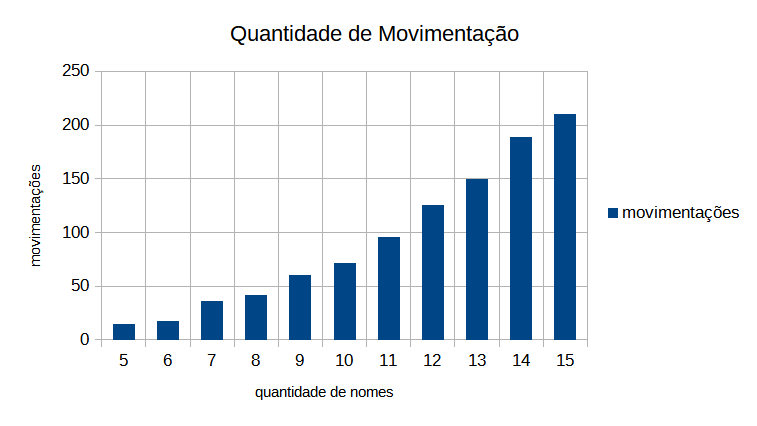 Quantidade de Movimentação
250
200
150
100
50
0
movimentações
5 6 7 8 9 10 11 12 13 14 15
quantidade de nomes
movimentações